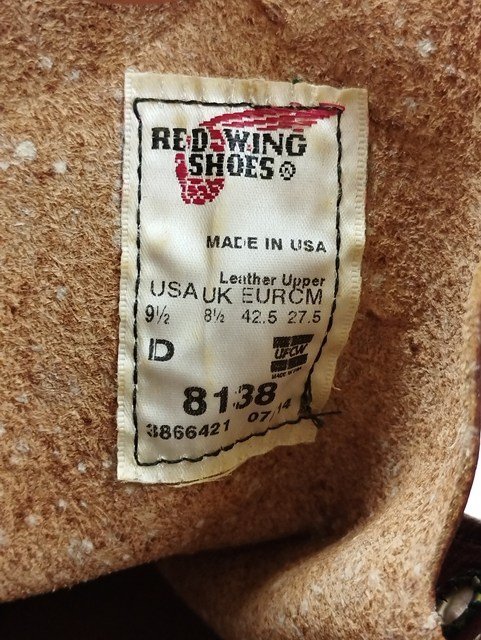 RED WING
SHOES ®
MADE IN USA
Leather Upper
USA UK EUR CM
9½ 8½ 42.5 27.5
D
UFCW
8138
3866421 07/14